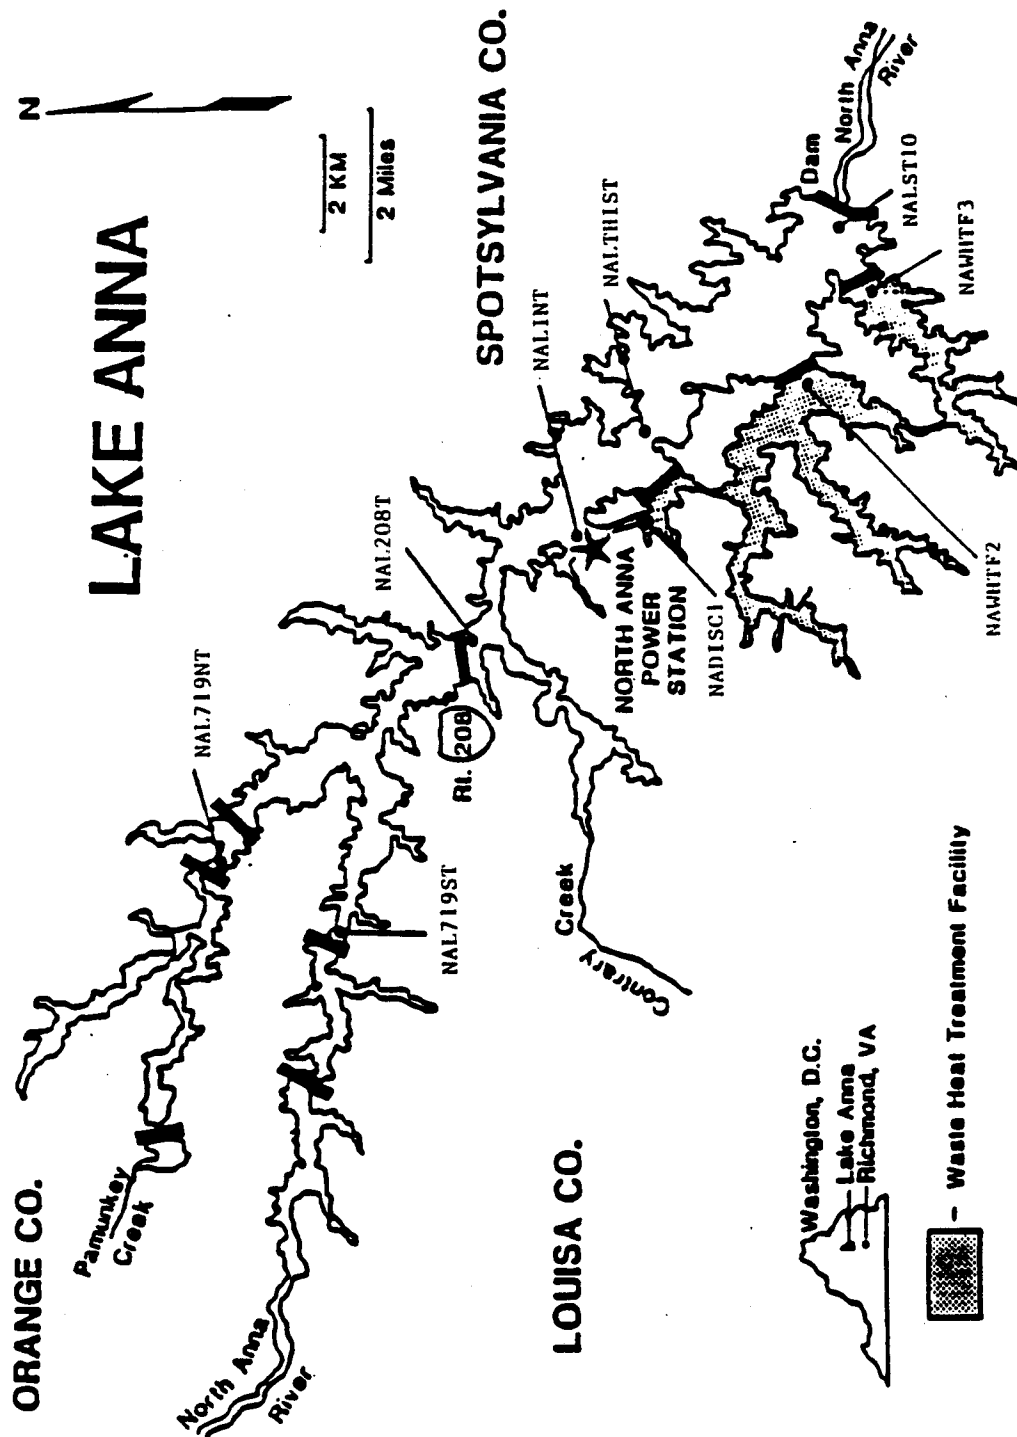 LAKE ANNA
N
2 KM
2 Miles
ORANGE CO.
SPOTSYLVANIA CO.
LOUISA CO.
Pamunkey
Creek
North Anna
River
NAL719NT
NAL719ST
NAL208T
Rt. 208
Contrary
Creek
NALINT
NALTHIST
NORTH ANNA
POWER
STATION
NADISC1
NAWHTF2
NAWHTF3
NALST10
Dam
North Anna
River
Washington, D.C.
Lake Anna
Richmond, VA
– Waste Heat Treatment Facility